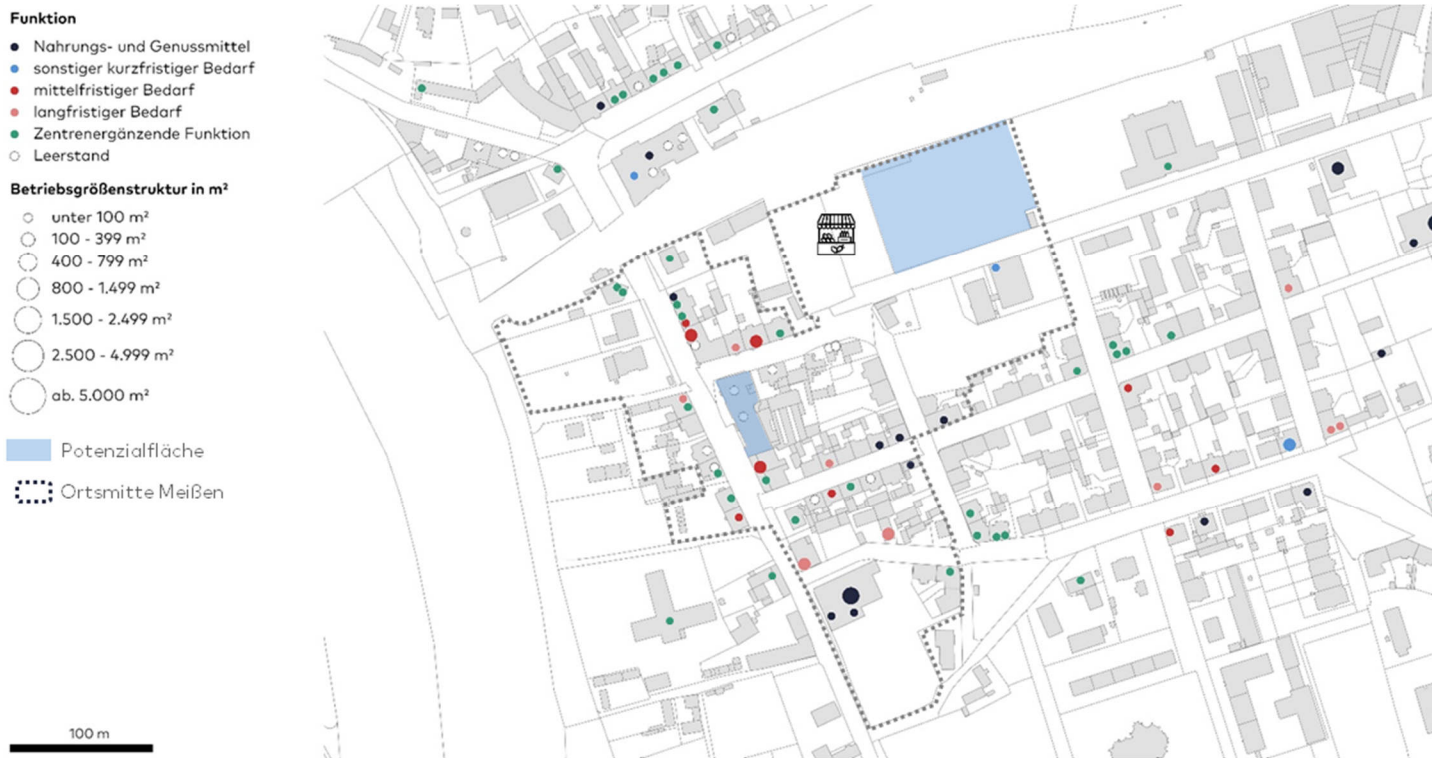 Funktion
Nahrungs- und Genussmittel
sonstiger kurzfristiger Bedarf
mittelfristiger Bedarf
langfristiger Bedarf
Zentrenergänzende Funktion
Leerstand
Betriebsgrößenstruktur in m²
unter 100 m²
100 - 399 m²
400 - 799 m²
800 - 1.499 m²
1.500 - 2.499 m²
2.500 - 4.999 m²
ab. 5.000 m²
Potenzialfläche
Ortsmitte Meißen
100 m